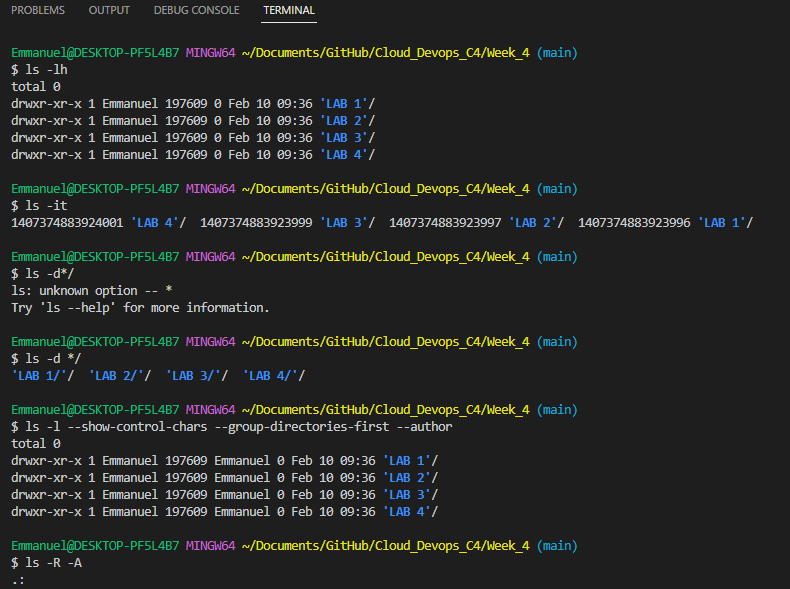 PROBLEMS OUTPUT DEBUG CONSOLE TERMINAL
Emmanuel@DESKTOP-PF5L4B7 MINGW64 ~/Documents/GitHub/Cloud_Devops_C4/Week_4 (main)
$ ls -lh
total 0
drwxr-xr-x 1 Emmanuel 197609 0 Feb 10 09:36 'LAB 1'/
drwxr-xr-x 1 Emmanuel 197609 0 Feb 10 09:36 'LAB 2'/
drwxr-xr-x 1 Emmanuel 197609 0 Feb 10 09:36 'LAB 3'/
drwxr-xr-x 1 Emmanuel 197609 0 Feb 10 09:36 'LAB 4'/
Emmanuel@DESKTOP-PF5L4B7 MINGW64 ~/Documents/GitHub/Cloud_Devops_C4/Week_4 (main)
$ ls -it
1407374883924001 'LAB 4'/  1407374883923999 'LAB 3'/  1407374883923997 'LAB 2'/  1407374883923996 'LAB 1'/
Emmanuel@DESKTOP-PF5L4B7 MINGW64 ~/Documents/GitHub/Cloud_Devops_C4/Week_4 (main)
$ ls -d*/
ls: unknown option -- *
Try 'ls --help' for more information.
Emmanuel@DESKTOP-PF5L4B7 MINGW64 ~/Documents/GitHub/Cloud_Devops_C4/Week_4 (main)
$ ls -d */
'LAB 1/'/  'LAB 2/'/  'LAB 3/'/  'LAB 4/'/
Emmanuel@DESKTOP-PF5L4B7 MINGW64 ~/Documents/GitHub/Cloud_Devops_C4/Week_4 (main)
$ ls -l --show-control-chars --group-directories-first --author
total 0
drwxr-xr-x 1 Emmanuel 197609 Emmanuel 0 Feb 10 09:36 'LAB 1'/
drwxr-xr-x 1 Emmanuel 197609 Emmanuel 0 Feb 10 09:36 'LAB 2'/
drwxr-xr-x 1 Emmanuel 197609 Emmanuel 0 Feb 10 09:36 'LAB 3'/
drwxr-xr-x 1 Emmanuel 197609 Emmanuel 0 Feb 10 09:36 'LAB 4'/
Emmanuel@DESKTOP-PF5L4B7 MINGW64 ~/Documents/GitHub/Cloud_Devops_C4/Week_4 (main)
$ ls -R -A
.: